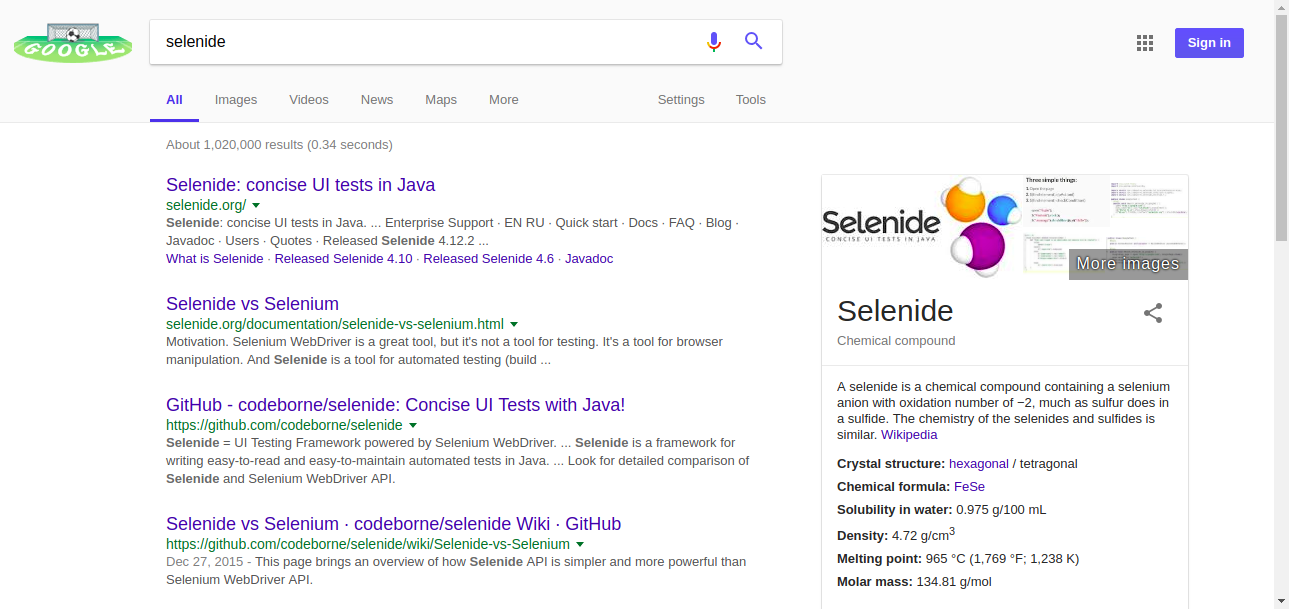 GOOGLE
selenide
Sign in
All Images Videos News Maps More Settings Tools
About 1,020,000 results (0.34 seconds)
Selenide: concise UI tests in Java
selenide.org/
Selenide: concise UI tests in Java. ... Enterprise Support · EN RU · Quick start · Docs · FAQ · Blog ·
Javadoc · Users · Quotes · Released Selenide 4.12.2 ...
What is Selenide · Released Selenide 4.10 · Released Selenide 4.6 · Javadoc
Selenide vs Selenium
selenide.org/documentation/selenide-vs-selenium.html
Motivation. Selenium WebDriver is a great tool, but it's not a tool for testing. It's a tool for browser
manipulation. And Selenide is a tool for automated testing (build ...
GitHub - codeborne/selenide: Concise UI Tests with Java!
https://github.com/codeborne/selenide
Selenide = UI Testing Framework powered by Selenium WebDriver. ... Selenide is a framework for
writing easy-to-read and easy-to-maintain automated tests in Java. ... Look for detailed comparison of
Selenide and Selenium WebDriver API.
Selenide vs Selenium · codeborne/selenide Wiki · GitHub
https://github.com/codeborne/selenide/wiki/Selenide-vs-Selenium
Dec 27, 2015 - This page brings an overview of how Selenide API is simpler and more powerful than
Selenium WebDriver API.
Selenide
CONCISE UI TESTS IN JAVA
Three simple things:
More images
Selenide
Chemical compound
A selenide is a chemical compound containing a selenium
anion with oxidation number of −2, much as sulfur does in
a sulfide. The chemistry of the selenides and sulfides is
similar. Wikipedia
Crystal structure: hexagonal / tetragonal
Chemical formula: FeSe
Solubility in water: 0.975 g/100 mL
Density: 4.72 g/cm3
Melting point: 965 °C (1,769 °F; 1,238 K)
Molar mass: 134.81 g/mol